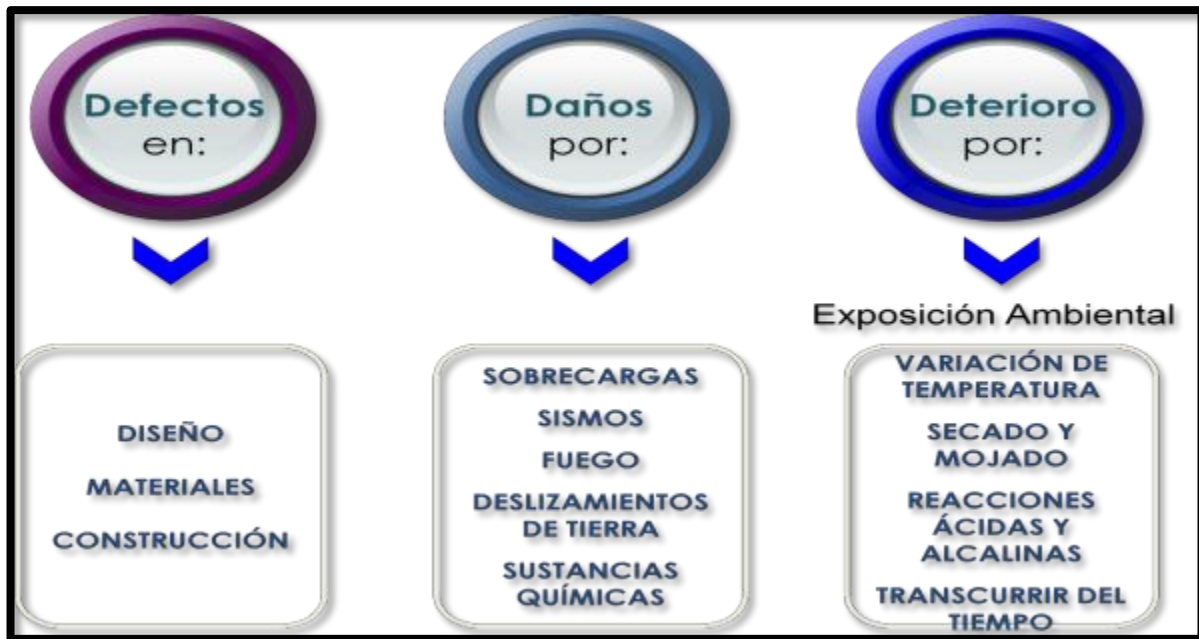 Defectos
en:
DISEÑO
MATERIALES
CONSTRUCCIÓN
Daños
por:
SOBRECARGAS
SISMOS
FUEGO
DESLIZAMIENTOS
DE TIERRA
SUSTANCIAS
QUÍMICAS
Deterioro
por:
Exposición Ambiental
VARIACIÓN DE
TEMPERATURA
SECADO Y
MOJADO
REACCIONES
ÁCIDAS Y
ALCALINAS
TRANSCURRIR DEL
TIEMPO